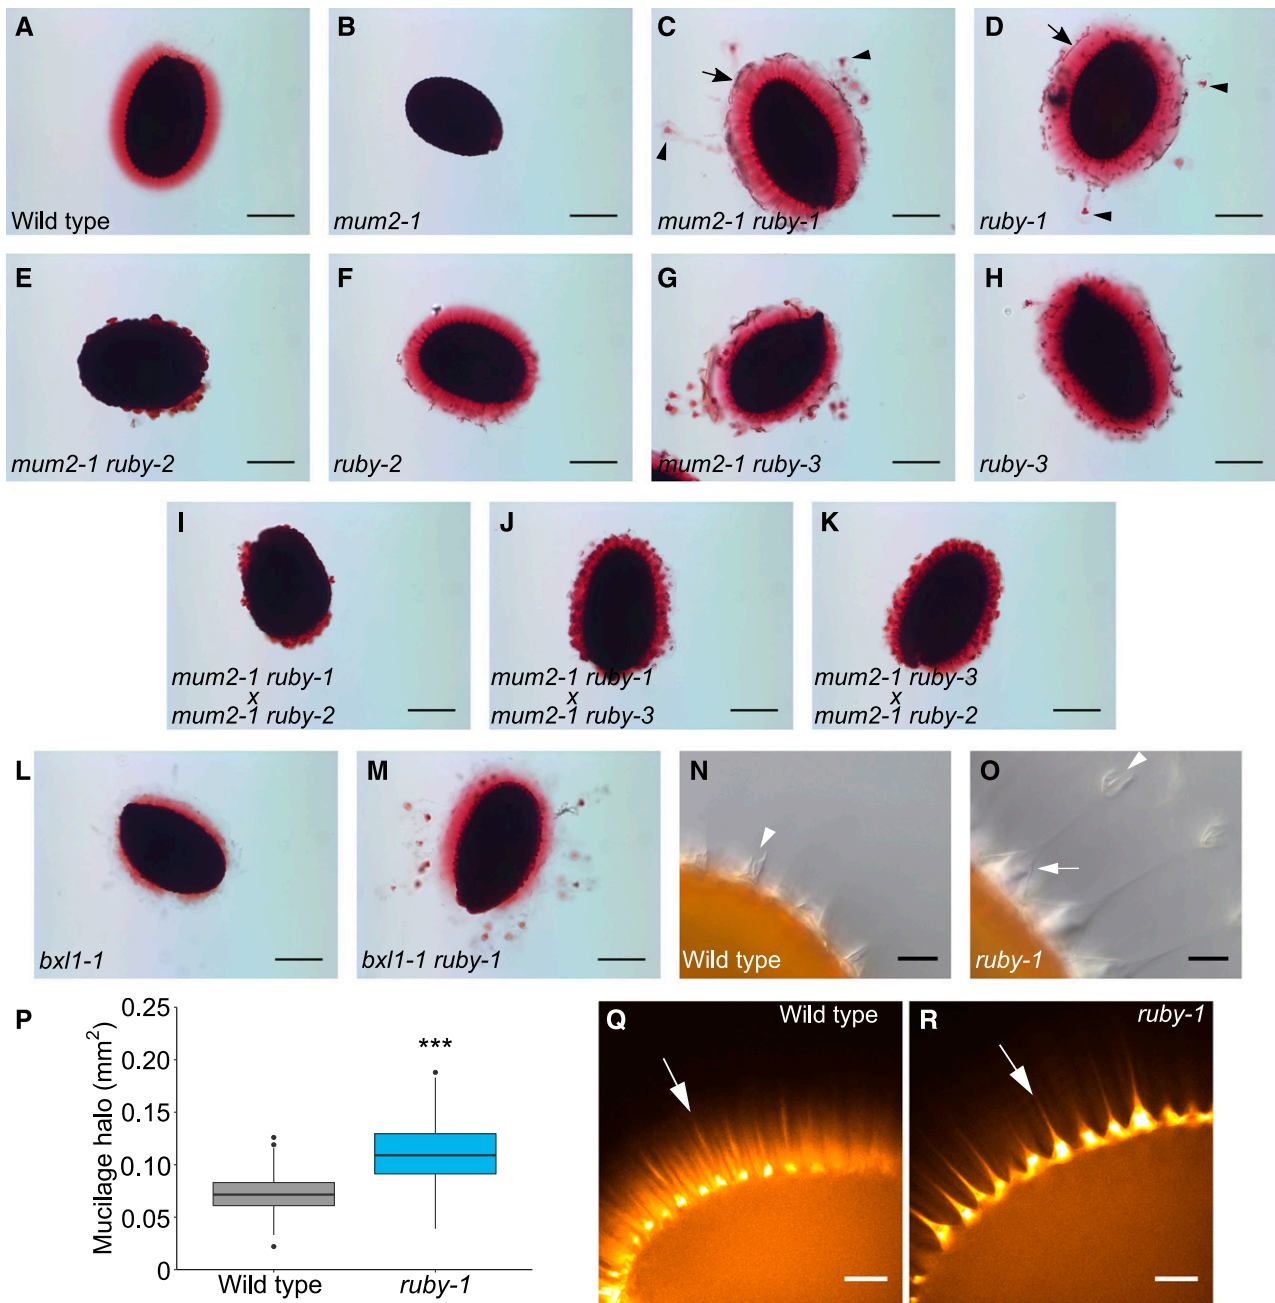 A
Wild type
B
mum2-1
C
mum2-1 ruby-1
D
ruby-1
E
mum2-1 ruby-2
F
ruby-2
G
mum2-1 ruby-3
H
ruby-3
I
mum2-1 ruby-1
x
mum2-1 ruby-2
J
mum2-1 ruby-1
x
mum2-1 ruby-3
K
mum2-1 ruby-3
x
mum2-1 ruby-2
L
bxl1-1
M
bxl1-1 ruby-1
N
Wild type
O
ruby-1
P
Mucilage halo (mm²)
0.25
0.20
0.15
0.10
0.05
0
***
Wild type
ruby-1
Q
Wild type
R
ruby-1